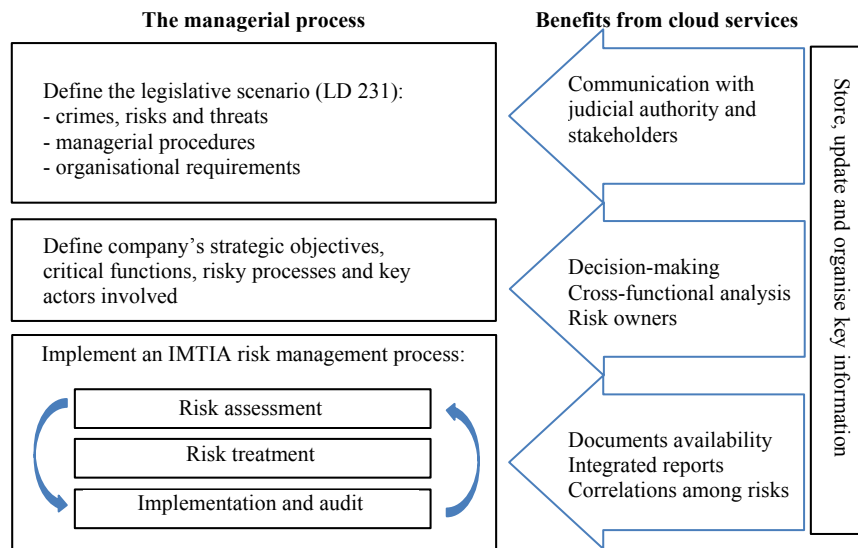 The managerial process
Benefits from cloud services
Define the legislative scenario (LD 231):
- crimes, risks and threats
- managerial procedures
- organisational requirements
Communication with
judicial authority and
stakeholders
Define company's strategic objectives,
critical functions, risky processes and key
actors involved
Decision-making
Cross-functional analysis
Risk owners
Implement an IMTIA risk management process:
Risk assessment
Risk treatment
Implementation and audit
Documents availability
Integrated reports
Correlations among risks
Store, update and organise key information